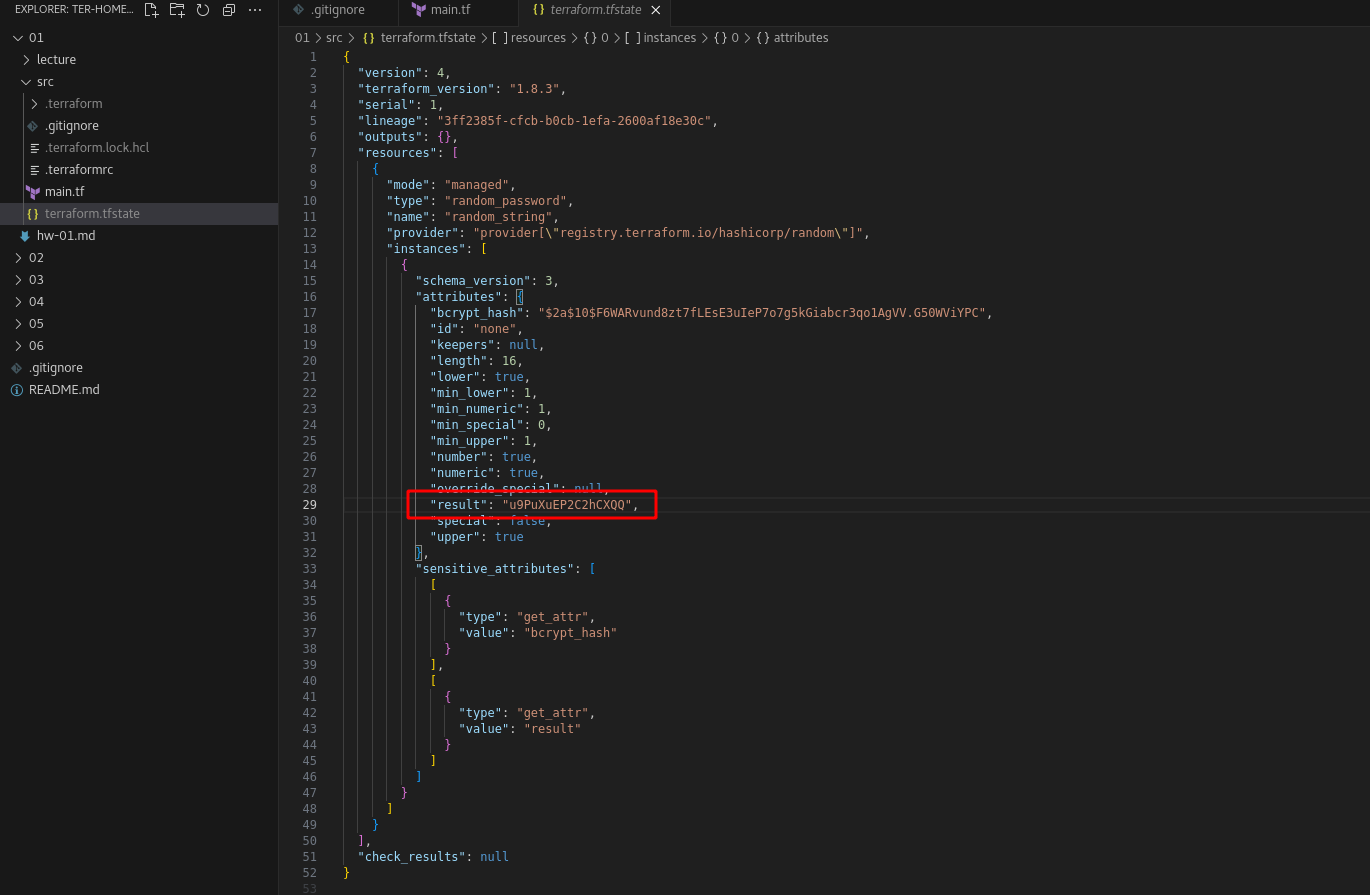 EXPLORER: TER-HOME...
01
lecture
src
.terraform
.gitignore
.terraform.lock.hcl
.terraformrc
main.tf
terraform.tfstate
hw-01.md
02
03
04
05
06
.gitignore
README.md
.gitignore main.tf {} terraform.tfstate
01 > src > {} terraform.tfstate > [ ] resources > {} 0 > [ ] instances > {} 0 > {} attributes
1 {
2 "version": 4,
3 "terraform_version": "1.8.3",
4 "serial": 1,
5 "lineage": "3ff2385f-cfcb-b0cb-1efa-2600af18e30c",
6 "outputs": {},
7 "resources": [
8 {
9 "mode": "managed",
10 "type": "random_password",
11 "name": "random_string",
12 "provider": "provider[\"registry.terraform.io/hashicorp/random\"]",
13 "instances": [
14 {
15 "schema_version": 3,
16 "attributes": {
17 "bcrypt_hash": "$2a$10$F6WARvund8zt7fLEsE3uIeP7o7g5kGiabcr3qo1AgVV.G50WViYPC",
18 "id": "none",
19 "keepers": null,
20 "length": 16,
21 "lower": true,
22 "min_lower": 1,
23 "min_numeric": 1,
24 "min_special": 0,
25 "min_upper": 1,
26 "number": true,
27 "numeric": true,
28 "override_special": null,
29 "result": "u9PuXuEP2C2hCXQQ",
30 "special": false,
31 "upper": true
32 },
33 "sensitive_attributes": [
34 [
35 {
36 "type": "get_attr",
37 "value": "bcrypt_hash"
38 }
39 ],
40 [
41 {
42 "type": "get_attr",
43 "value": "result"
44 }
45 ]
46 ]
47 }
48 ]
49 }
50 ],
51 "check_results": null
52 }
53